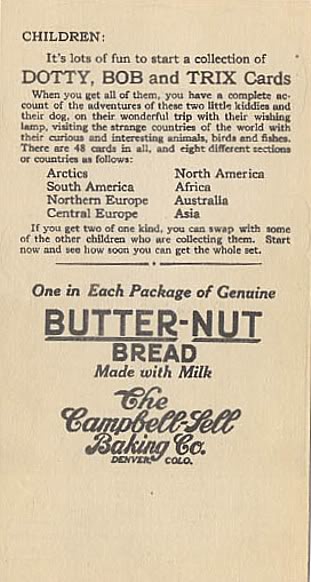 CHILDREN:
It's lots of fun to start a collection of
DOTTY, BOB and TRIX Cards
When you get all of them, you have a complete ac-
count of the adventures of these two little kiddies and
their dog, on their wonderful trip with their wishing
lamp, visiting the strange countries of the world with
their curious and interesting animals, birds and fishes.
There are 48 cards in all, and eight different sections
or countries as follows:
Arctics North America
South America Africa
Northern Europe Australia
Central Europe Asia
If you get two of one kind, you can swap with some
of the other children who are collecting them. Start
now and see how soon you can get the whole set.
One in Each Package of Genuine
BUTTER-NUT
BREAD
Made with Milk
The
Campbell-Sell
Baking Co.
DENVER, COLO.